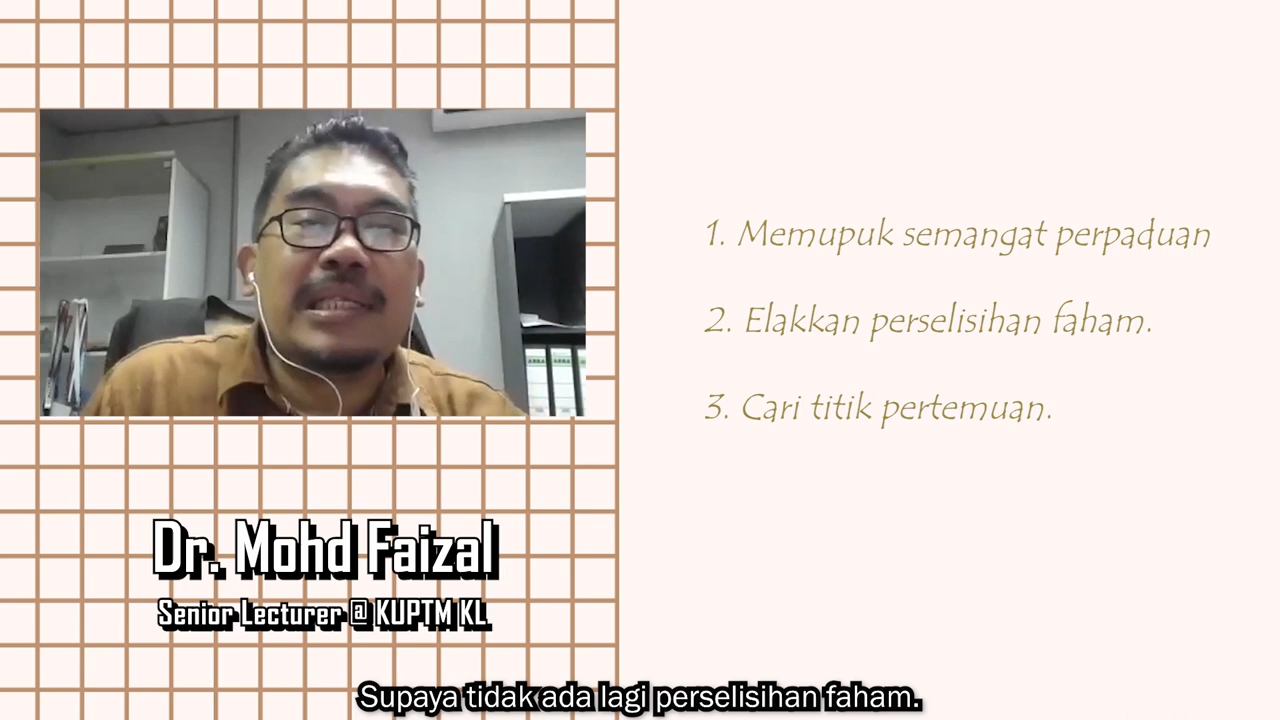 1. Memupuk semangat perpaduan
2. Elakkan perselisihan faham.
3. Cari titik pertemuan.
Dr. Mohd Faizal
Senior Lecturer @ KUPTM KL
Supaya tidak ada lagi perselisihan faham.